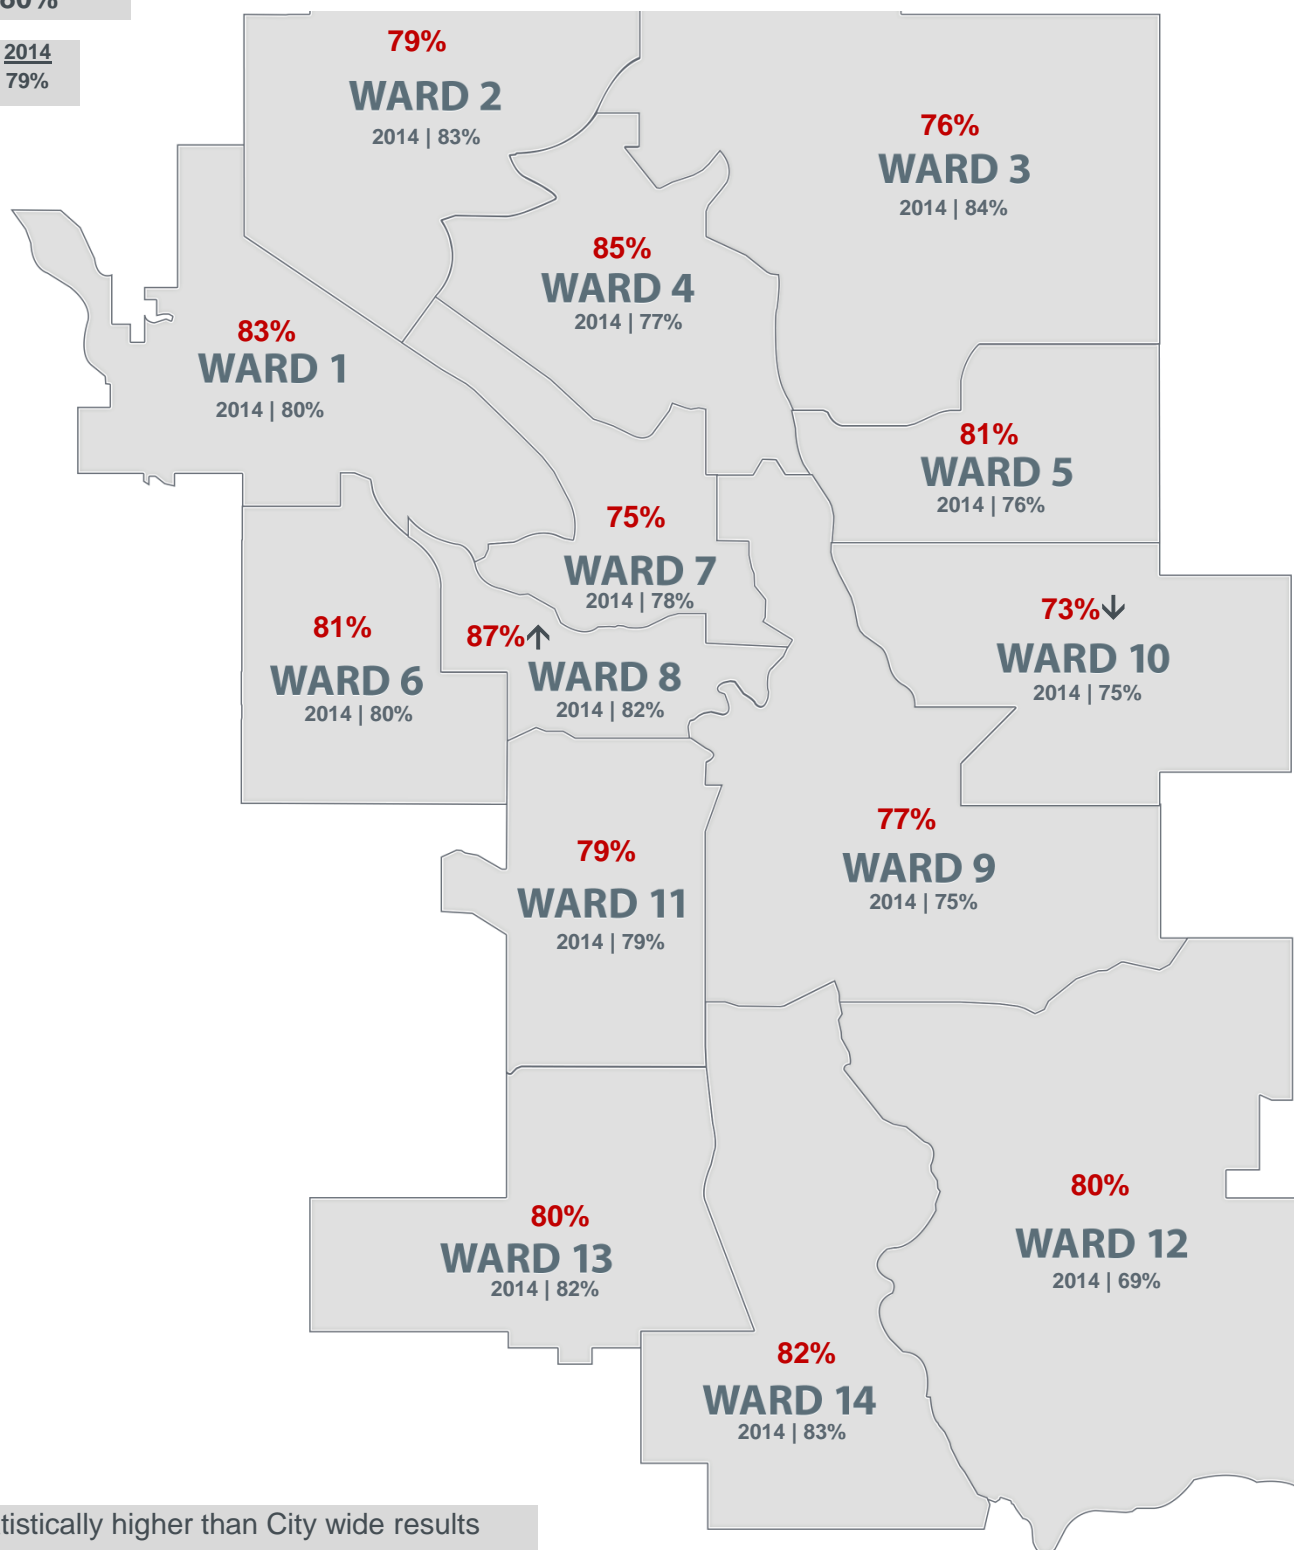 2014
79%
79%
WARD 2
2014 | 83%
76%
WARD 3
2014 | 84%
85%
WARD 4
2014 | 77%
83%
WARD 1
2014 | 80%
81%
WARD 5
2014 | 76%
75%
WARD 7
2014 | 78%
73%↓
WARD 10
2014 | 75%
81%
WARD 6
2014 | 80%
87%↑
WARD 8
2014 | 82%
77%
WARD 9
2014 | 75%
79%
WARD 11
2014 | 79%
80%
WARD 12
2014 | 69%
80%
WARD 13
2014 | 82%
82%
WARD 14
2014 | 83%
tistically higher than City wide results